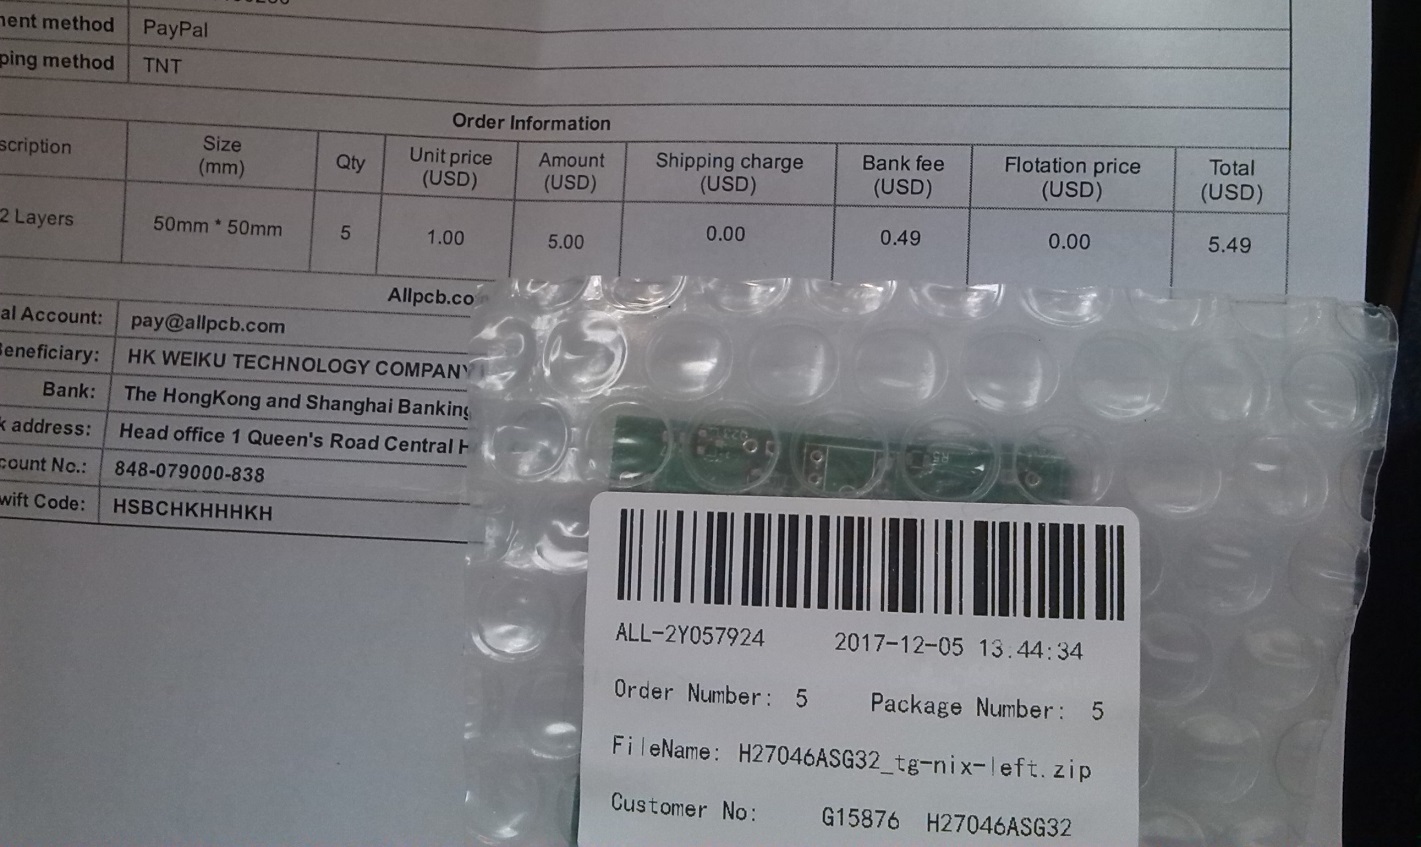 ment method PayPal
ping method TNT
Order Information
scription Size (mm) Qty Unit price (USD) Amount (USD) Shipping charge (USD) Bank fee (USD) Flotation price (USD) Total (USD)
2 Layers 50mm * 50mm 5 1.00 5.00 0.00 0.49 0.00 5.49
Allpcb.co
al Account: pay@allpcb.com
Beneficiary: HK WEIKU TECHNOLOGY COMPANY
Bank: The HongKong and Shanghai Banking
k address: Head office 1 Queen's Road Central H
count No.: 848-079000-838
wift Code: HSBCHKHHHKH
ALL-2Y057924 2017-12-05 13.44:34
Order Number: 5 Package Number: 5
FileName: H27046ASG32_tg-nix-left.zip
Customer No: G15876 H27046ASG32